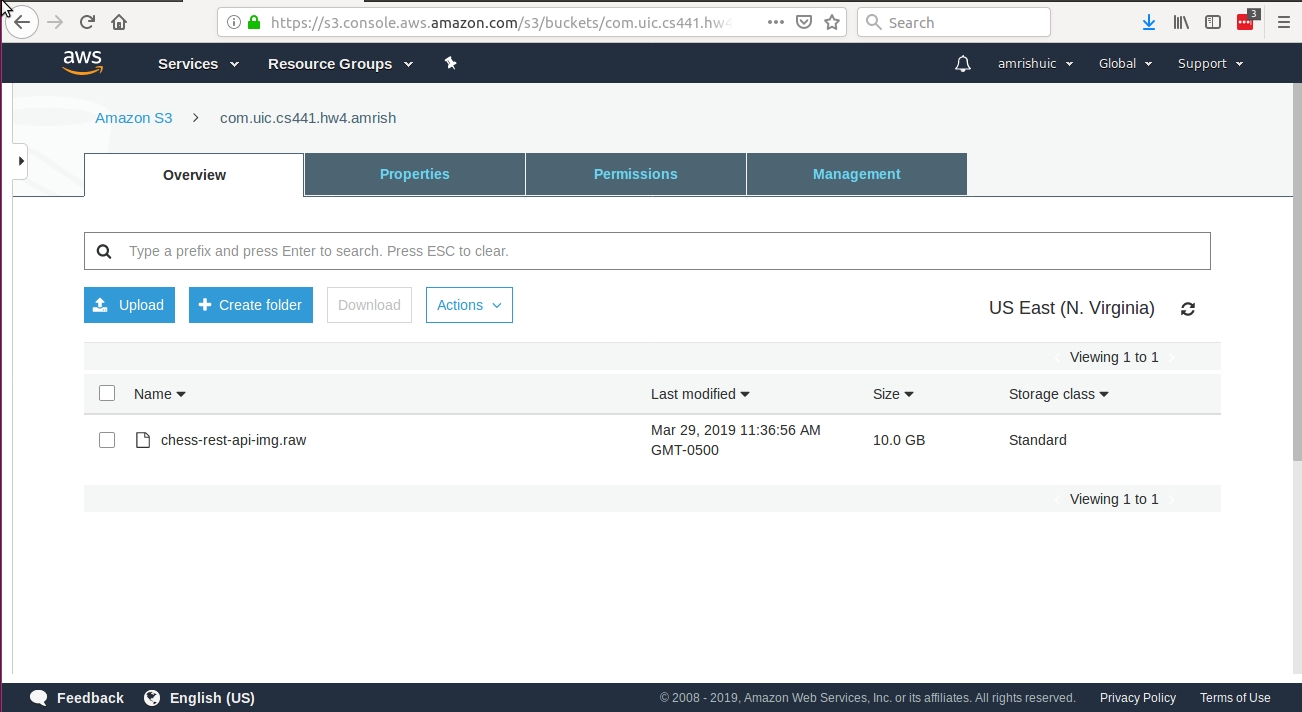 https://s3.console.aws.amazon.com/s3/buckets/com.uic.cs441.hw4
Search
3
aws
Services
Resource Groups
amrishuic
Global
Support
Amazon S3 > com.uic.cs441.hw4.amrish
Overview
Properties
Permissions
Management
Type a prefix and press Enter to search. Press ESC to clear.
Upload
Create folder
Download
Actions
US East (N. Virginia)
Viewing 1 to 1
Name
Last modified
Size
Storage class
chess-rest-api-img.raw
Mar 29, 2019 11:36:56 AM
GMT-0500
10.0 GB
Standard
Viewing 1 to 1
Feedback
English (US)
© 2008 - 2019, Amazon Web Services, Inc. or its affiliates. All rights reserved.
Privacy Policy
Terms of Use